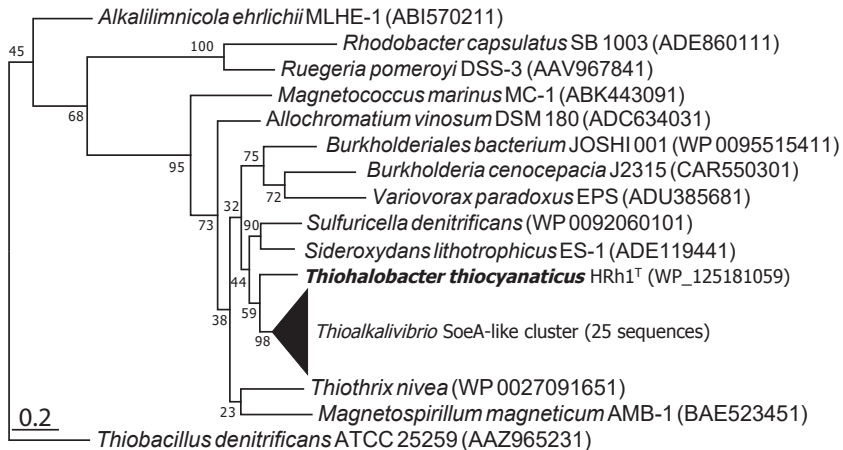 Alkalilimnicola ehrlichii MLHE-1 (ABI570211)
45
100
Rhodobacter capsulatus SB 1003 (ADE860111)
Ruegeria pomeroyi DSS-3 (AAV967841)
68
Magnetococcus marinus MC-1 (ABK443091)
Allochromatium vinosum DSM 180 (ADC634031)
95
Burkholderiales bacterium JOSHI 001 (WP 0095515411)
75
Burkholderia cenocepacia J2315 (CAR550301)
72
Variovorax paradoxus EPS (ADU385681)
32
73
90
Sulfuricella denitrificans (WP 0092060101)
Sideroxydans lithotrophicus ES-1 (ADE119441)
44
Thiohalobacter thiocyanaticus HRh1T (WP_125181059)
59
38
98
Thioalkalivibrio SoeA-like cluster (25 sequences)
Thiothrix nivea (WP 0027091651)
23
Magnetospirillum magneticum AMB-1 (BAE523451)
0.2
Thiobacillus denitrificans ATCC 25259 (AAZ965231)